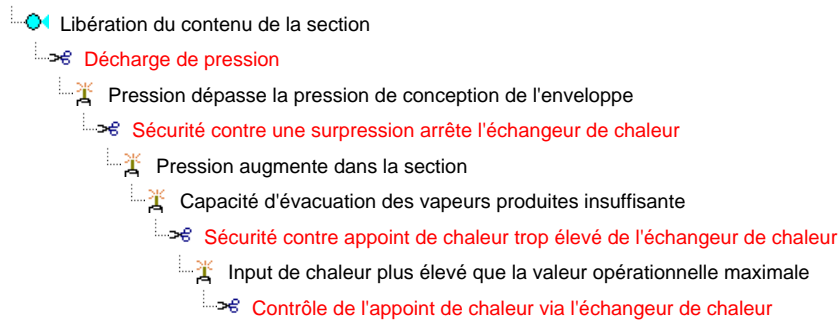 Libération du contenu de la section
Décharge de pression
Pression dépasse la pression de conception de l'enveloppe
Sécurité contre une surpression arrête l'échangeur de chaleur
Pression augmente dans la section
Capacité d'évacuation des vapeurs produites insuffisante
Sécurité contre appoint de chaleur trop élevé de l'échangeur de chaleur
Input de chaleur plus élevé que la valeur opérationnelle maximale
Contrôle de l'appoint de chaleur via l'échangeur de chaleur